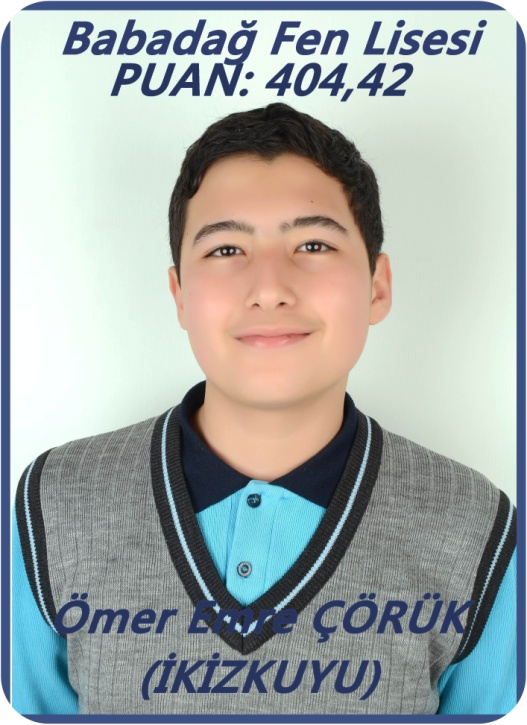 Babadağ Fen Lisesi
PUAN: 404,42
Ömer Emre ÇÖRÜK
(İKİZKUYU)